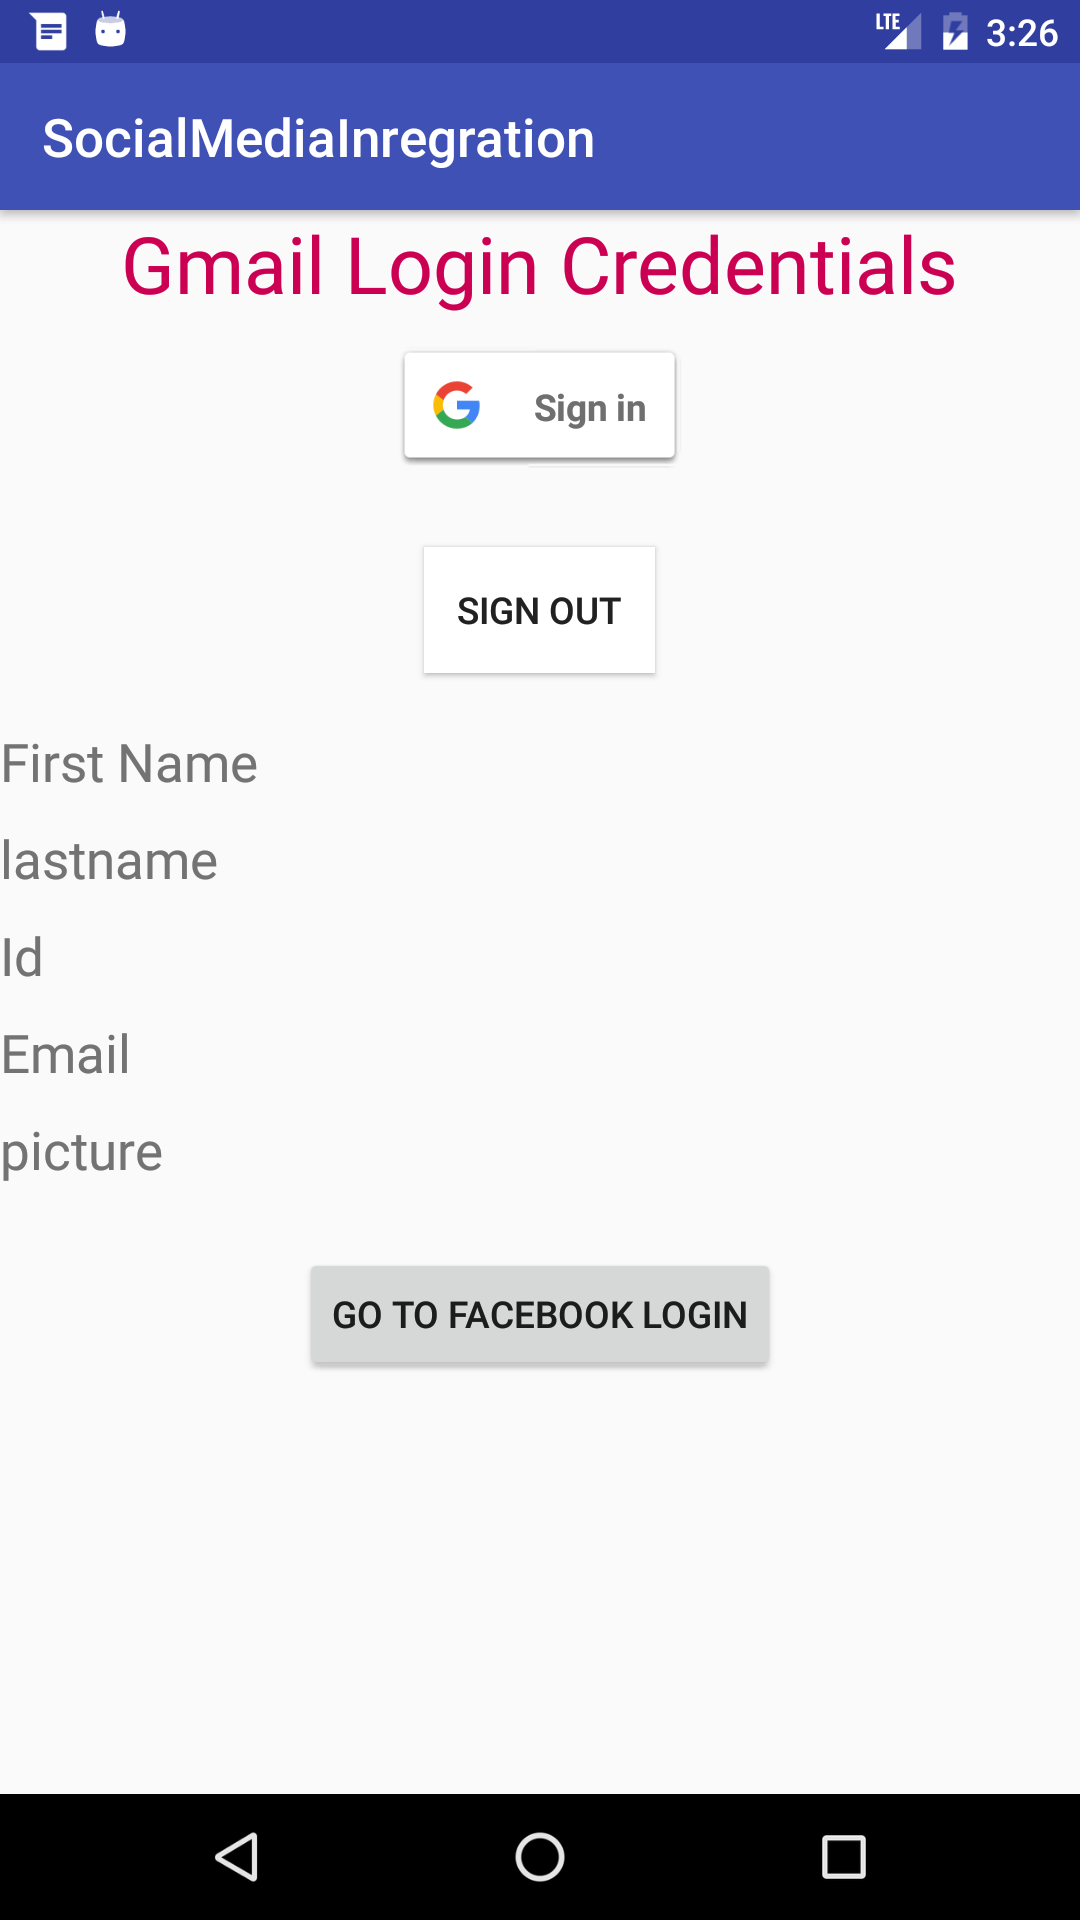 LTE 3:26
SocialMediaInregration
Gmail Login Credentials
Sign in
SIGN OUT
First Name
lastname
Id
Email
picture
GO TO FACEBOOK LOGIN